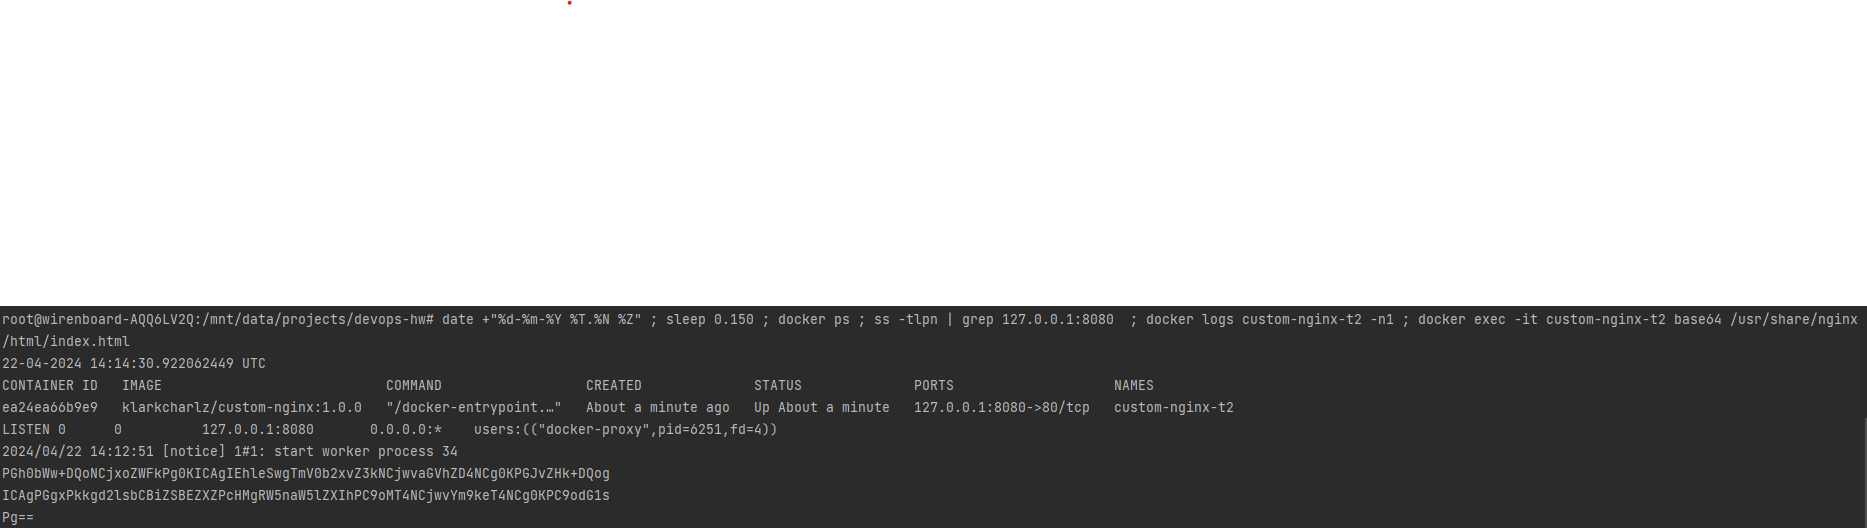 root@wirenboard-AQQ6LV2Q:/mnt/data/projects/devops-hw# date +"%d-%m-%Y %T.%N %Z" ; sleep 0.150 ; docker ps ; ss -tlpn | grep 127.0.0.1:8080  ; docker logs custom-nginx-t2 -n1 ; docker exec -it custom-nginx-t2 base64 /usr/share/nginx
/html/index.html
22-04-2024 14:14:30.922062449 UTC
CONTAINER ID   IMAGE                            COMMAND                  CREATED              STATUS              PORTS                    NAMES
ea24ea66b9e9   klarkcharlz/custom-nginx:1.0.0   "/docker-entrypoint.…"   About a minute ago   Up About a minute   127.0.0.1:8080->80/tcp   custom-nginx-t2
LISTEN 0      0          127.0.0.1:8080       0.0.0.0:*    users:(("docker-proxy",pid=6251,fd=4))
2024/04/22 14:12:51 [notice] 1#1: start worker process 34
PGh0bWw+DQoNCjxoZWFkPg0KICAgIEhleSwgTmV0b2xvZ3kNCjwvaGVhZD4NCg0KPGJvZHk+DQog
ICAgPGgxPkkgd2lsbCBiZSBEZXZPcHMgRW5naW5lZXIhPC9oMT4NCjwvYm9keT4NCg0KPC9odG1s
Pg==